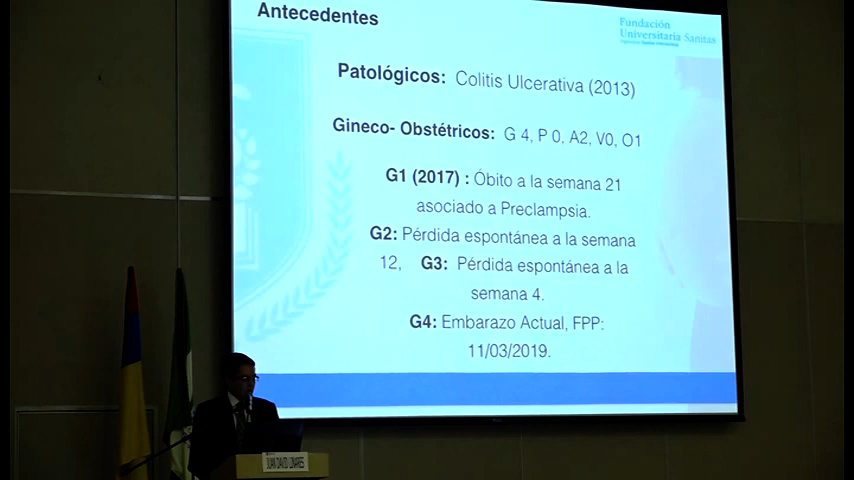 Antecedentes
Fundación
Universitaria Sanitas
Patológicos: Colitis Ulcerativa (2013)
Gineco- Obstétricos: G 4, P 0, A2, V0, O1
G1 (2017) : Óbito a la semana 21
asociado a Preclampsia.
G2: Pérdida espontánea a la semana
12, G3: Pérdida espontánea a la
semana 4.
G4: Embarazo Actual, FPP:
11/03/2019.
JUAN DAVID LINARES